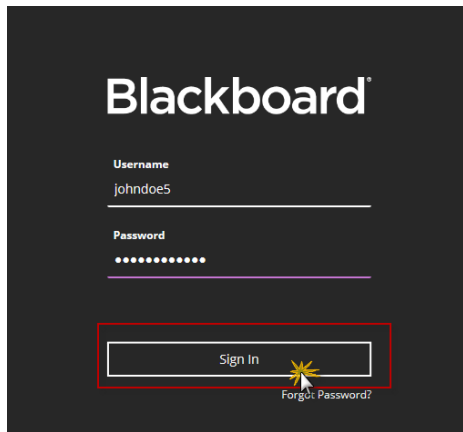 Blackboard®
Username
johndoe5
Password
••••••••••••
Sign In
Forgot Password?